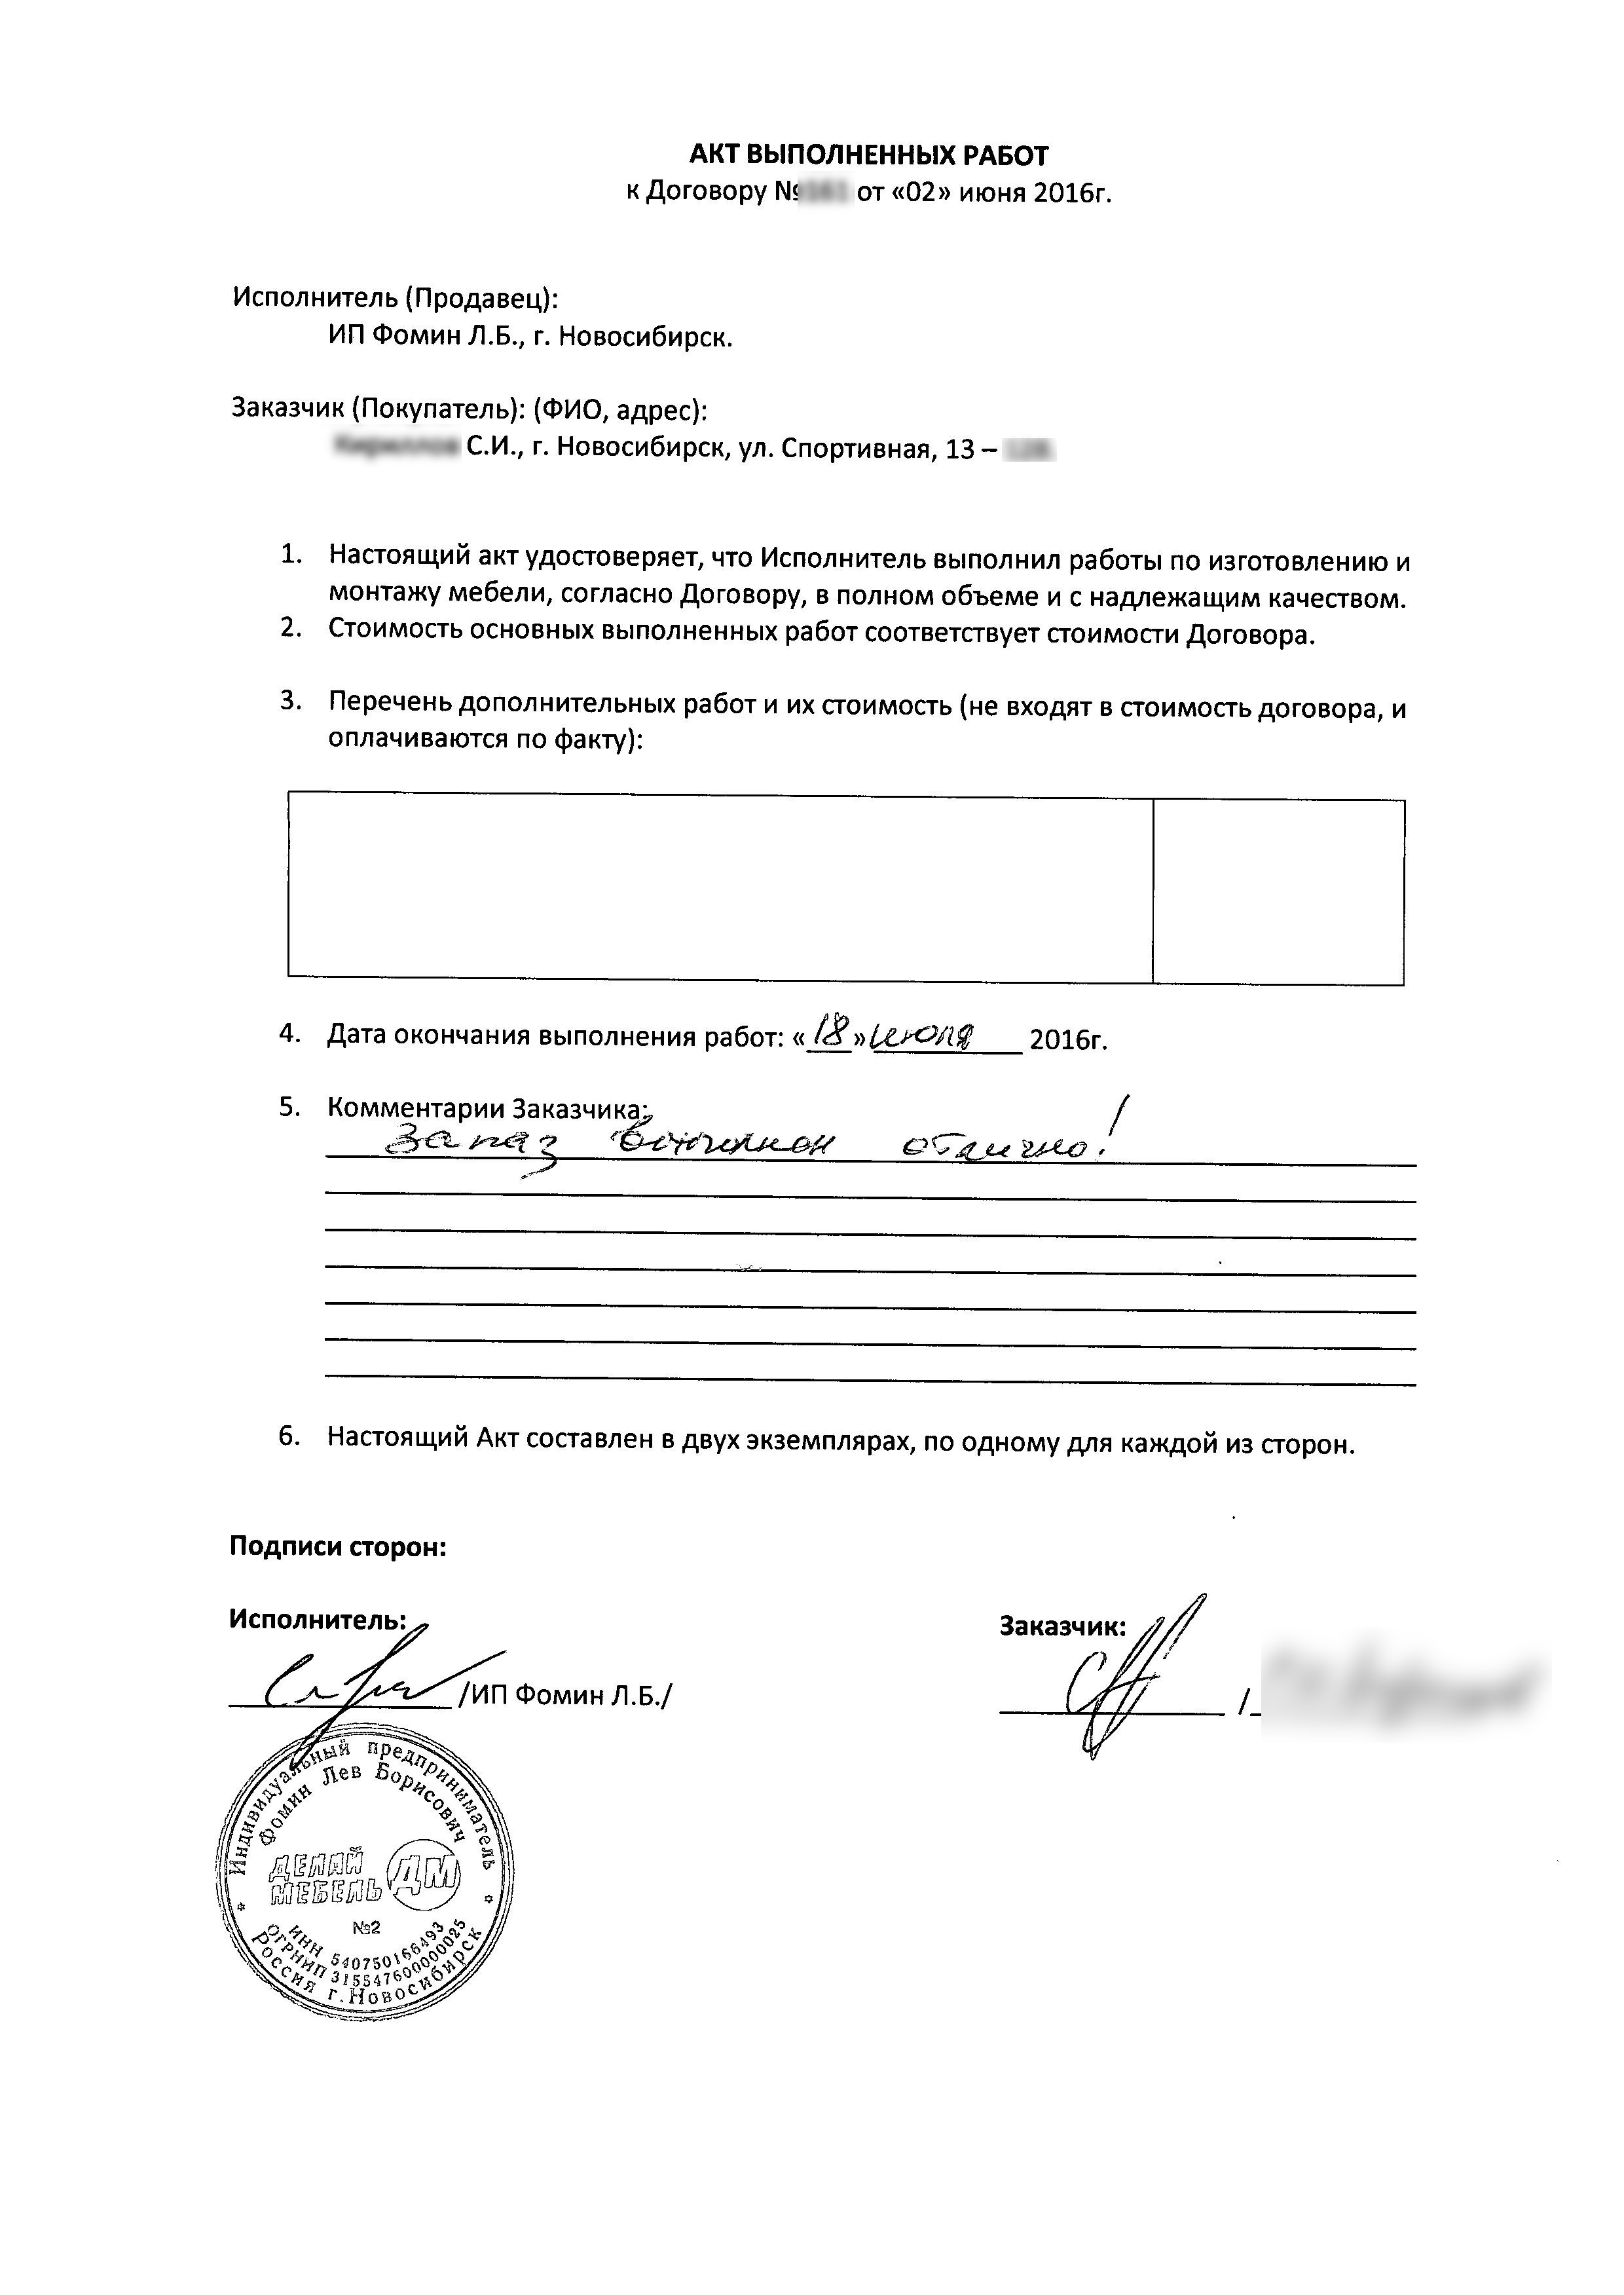 АКТ ВЫПОЛНЕННЫХ РАБОТ
к Договору № от «02» июня 2016г.
Исполнитель (Продавец):
ИП Фомин Л.Б., г. Новосибирск.
Заказчик (Покупатель): (ФИО, адрес):
С.И., г. Новосибирск, ул. Спортивная, 13 –
1. Настоящий акт удостоверяет, что Исполнитель выполнил работы по изготовлению и
монтажу мебели, согласно Договору, в полном объеме и с надлежащим качеством.
2. Стоимость основных выполненных работ соответствует стоимости Договора.
3. Перечень дополнительных работ и их стоимость (не входят в стоимость договора, и
оплачиваются по факту):
4. Дата окончания выполнения работ: «18» июля 2016г.
5. Комментарии Заказчика:
Заказ выполнен отлично!
6. Настоящий Акт составлен в двух экземплярах, по одному для каждой из сторон.
Подписи сторон:
Исполнитель: Заказчик:
/ИП Фомин Л.Б./ /
Индивидуальный предприниматель
Фомин Лев Борисович
ДЕЛАЙ
МЕБЕЛЬ ДМ
№2
ИНН 540750166493
ОГРНИП 315547600000025
Россия г.Новосибирск